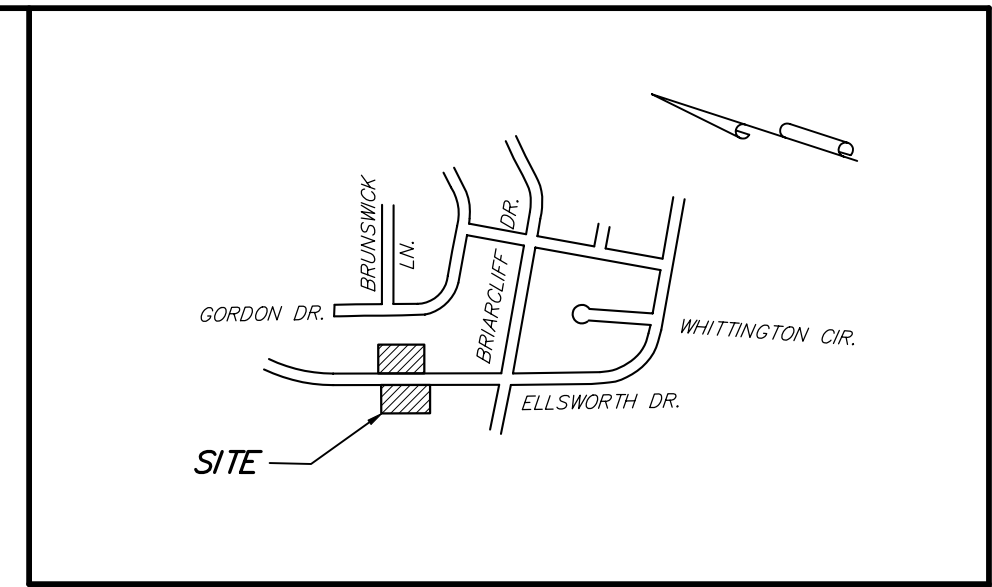 BRUNSWICK
LN.
DR.
BRIARCLIFF
GORDON DR.
WHITTINGTON CIR.
ELLSWORTH DR.
SITE